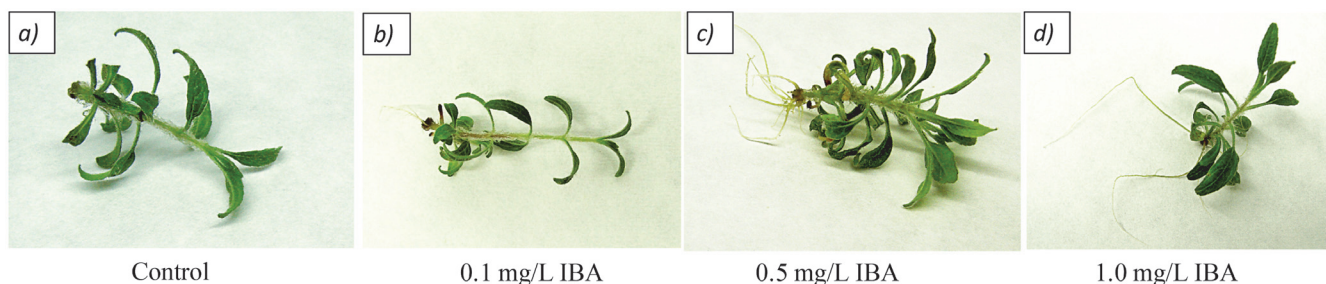 a)
b)
c)
d)
Control
0.1 mg/L IBA
0.5 mg/L IBA
1.0 mg/L IBA